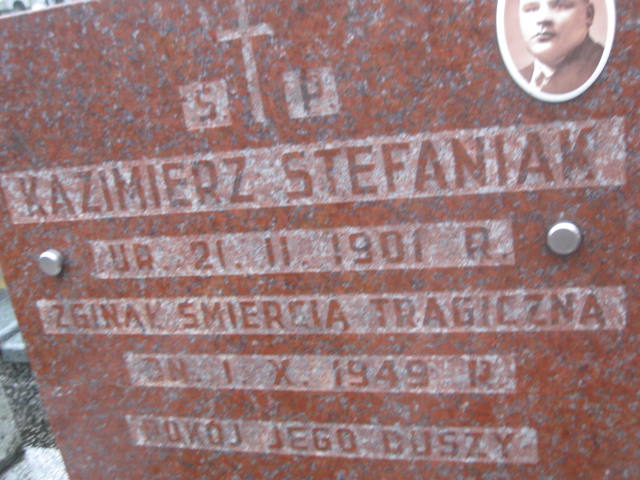 Ś P
KAZIMIERZ STEFANIAK
UR. 21. II. 1901 R.
ZGINĄŁ ŚMIERCIĄ TRAGICZNĄ
DN. 1. X. 1949 R.
POKÓJ JEGO DUSZY